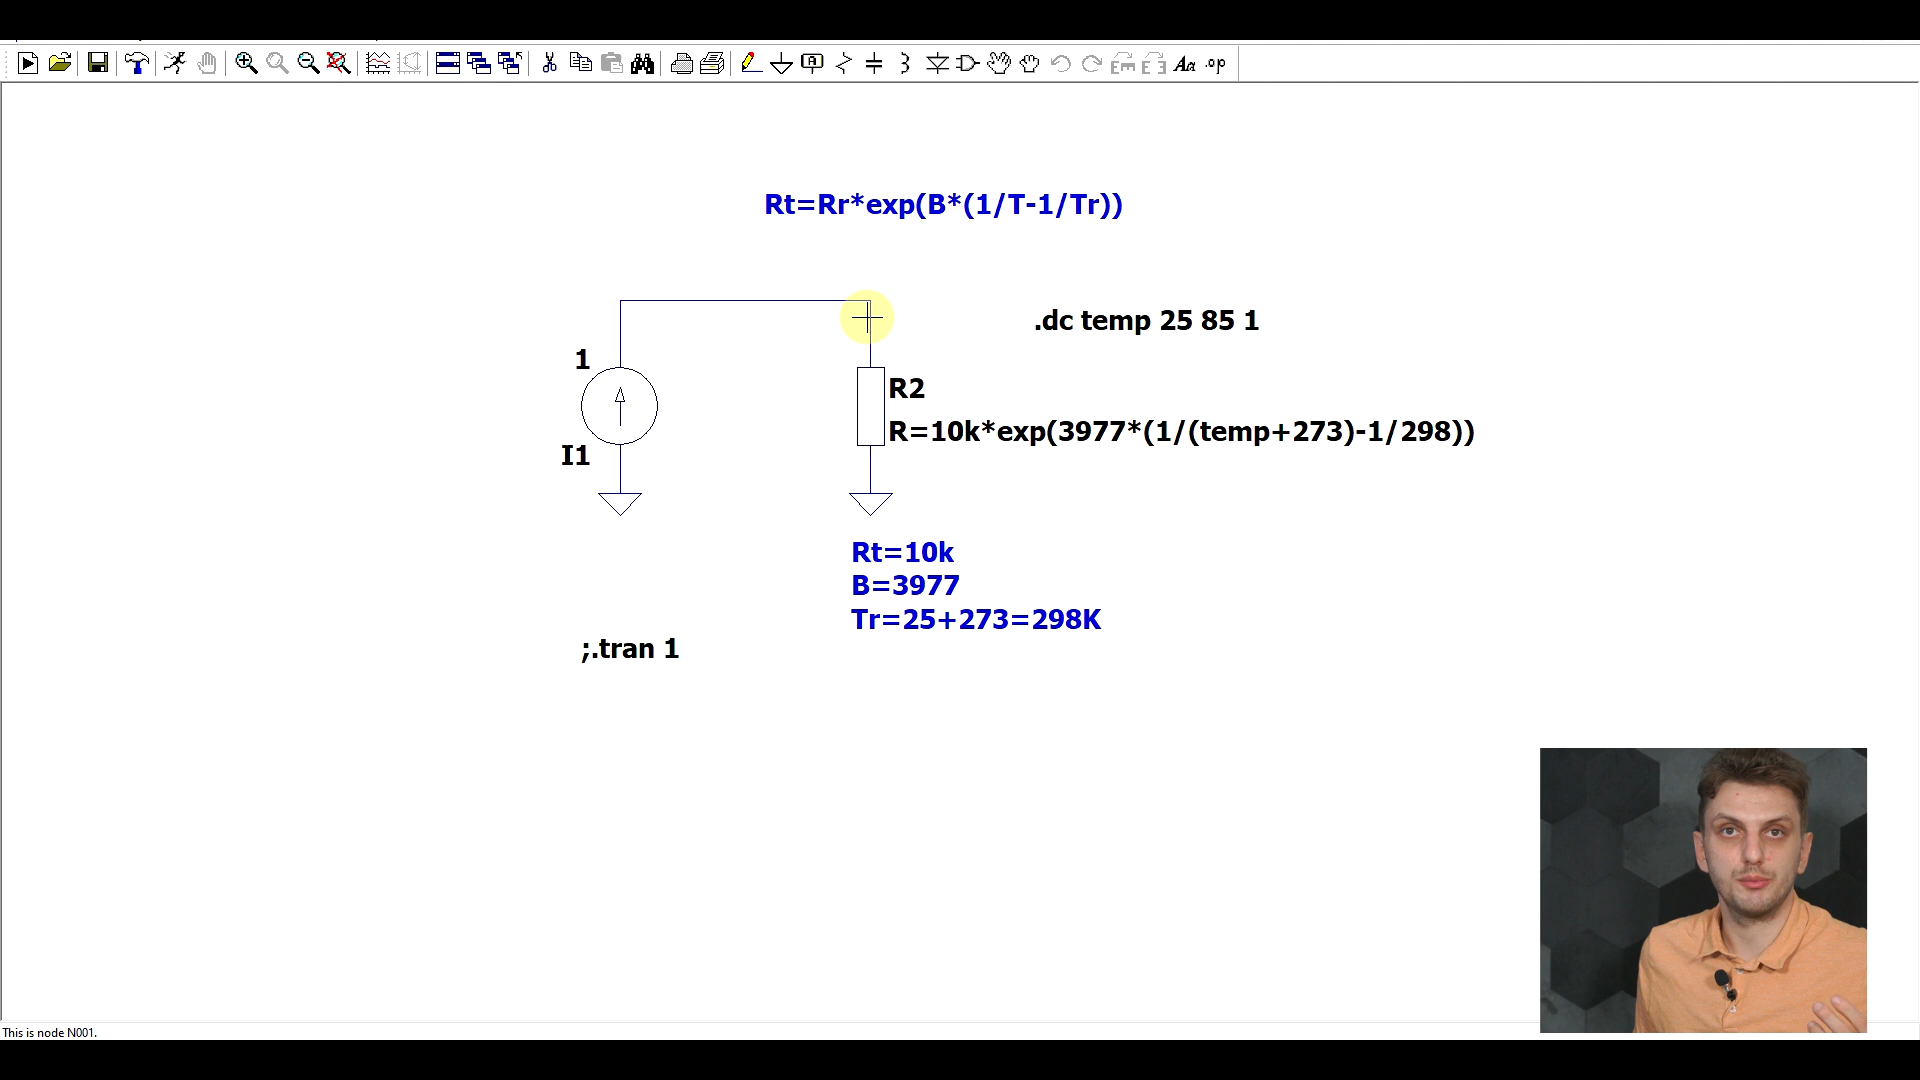 Rt=Rr*exp(B*(1/T-1/Tr))
.dc temp 25 85 1
1
R2
R=10k*exp(3977*(1/(temp+273)-1/298))
I1
Rt=10k
B=3977
Tr=25+273=298K
;.tran 1
This is node N001.